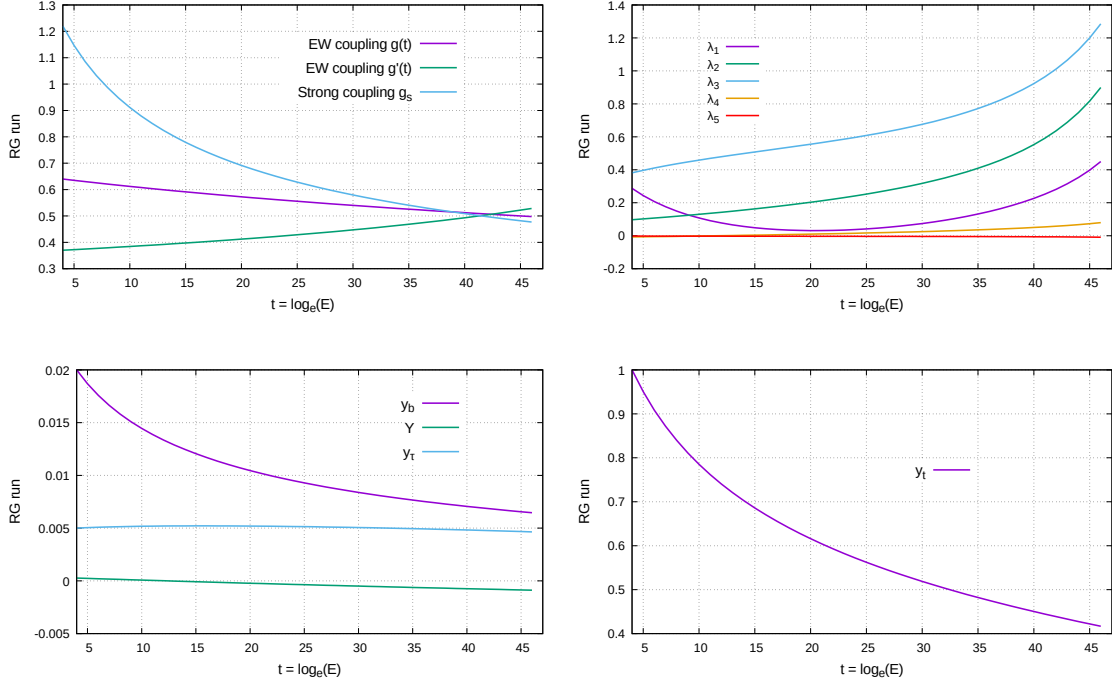 1.3
1.2
1.1
1
0.9
0.8
0.7
0.6
0.5
0.4
0.3
RG run
EW coupling g(t)
EW coupling g'(t)
Strong coupling gₛ
5 10 15 20 25 30 35 40 45
t = logₑ(E)
1.4
1.2
1
0.8
0.6
0.4
0.2
0
-0.2
RG run
λ₁
λ₂
λ₃
λ₄
λ₅
5 10 15 20 25 30 35 40 45
t = logₑ(E)
0.02
0.015
0.01
0.005
0
-0.005
RG run
y_b
Y
y_τ
5 10 15 20 25 30 35 40 45
t = logₑ(E)
1
0.9
0.8
0.7
0.6
0.5
0.4
RG run
y_t
5 10 15 20 25 30 35 40 45
t = logₑ(E)